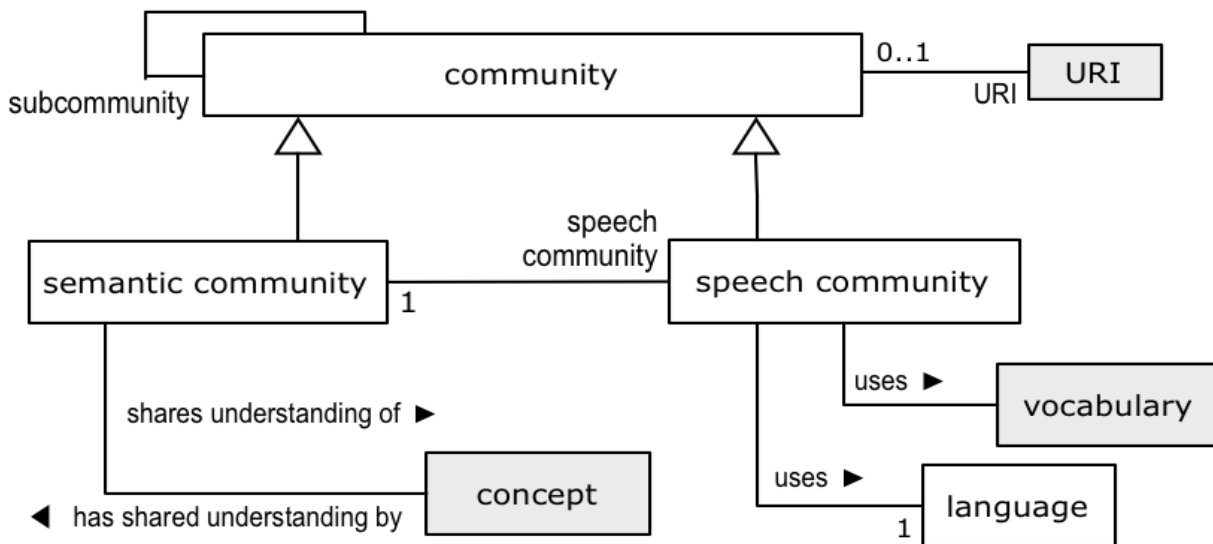 community
0..1
URI
URI
subcommunity
speech
community
semantic community
1
speech community
uses ►
vocabulary
shares understanding of ►
concept
uses ►
1
language
◄ has shared understanding by